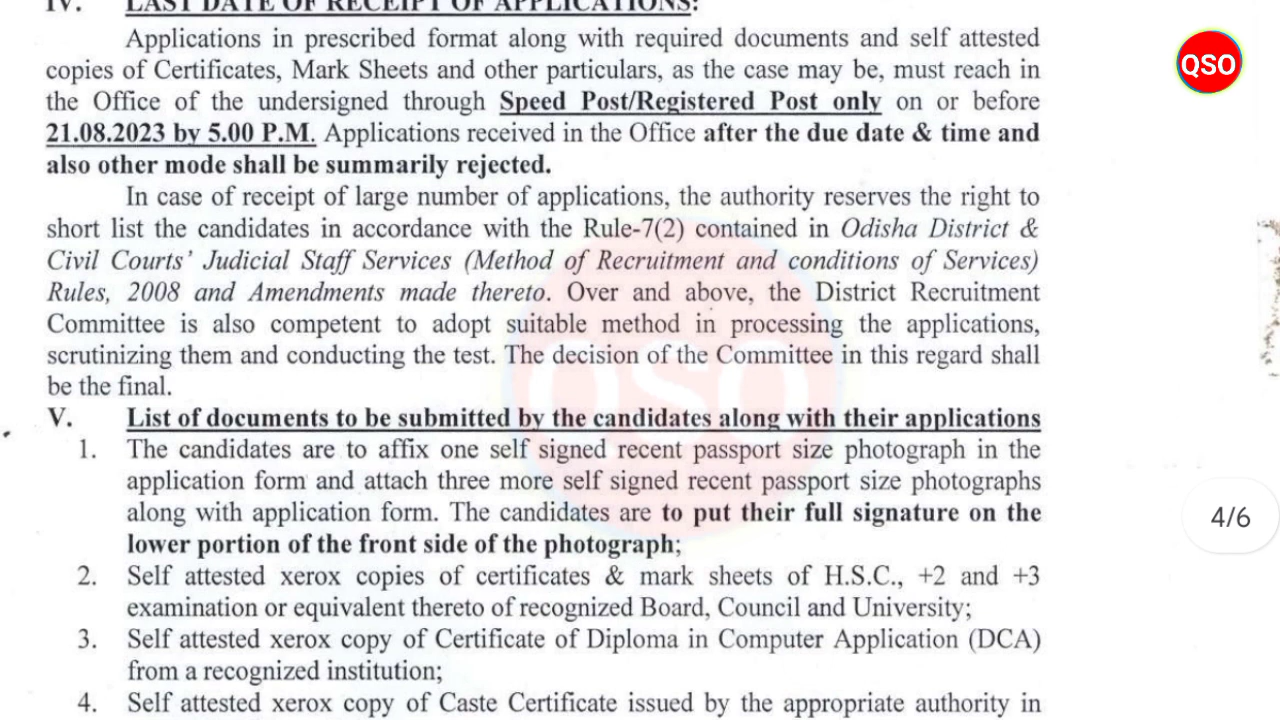 IV. LAST DATE OF RECEIPT OF APPLICATIONS:
Applications in prescribed format along with required documents and self attested
copies of Certificates, Mark Sheets and other particulars, as the case may be, must reach in
the Office of the undersigned through Speed Post/Registered Post only on or before
21.08.2023 by 5.00 P.M. Applications received in the Office after the due date & time and
also other mode shall be summarily rejected.
In case of receipt of large number of applications, the authority reserves the right to
short list the candidates in accordance with the Rule-7(2) contained in Odisha District &
Civil Courts' Judicial Staff Services (Method of Recruitment and conditions of Services)
Rules, 2008 and Amendments made thereto. Over and above, the District Recruitment
Committee is also competent to adopt suitable method in processing the applications,
scrutinizing them and conducting the test. The decision of the Committee in this regard shall
be the final.
V. List of documents to be submitted by the candidates along with their applications
1. The candidates are to affix one self signed recent passport size photograph in the
application form and attach three more self signed recent passport size photographs
along with application form. The candidates are to put their full signature on the
lower portion of the front side of the photograph;
2. Self attested xerox copies of certificates & mark sheets of H.S.C., +2 and +3
examination or equivalent thereto of recognized Board, Council and University;
3. Self attested xerox copy of Certificate of Diploma in Computer Application (DCA)
from a recognized institution;
4. Self attested xerox copy of Caste Certificate issued by the appropriate authority in
QSO
QSO
4/6